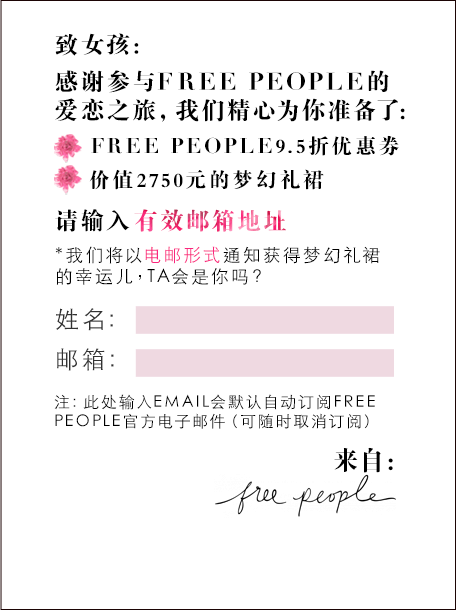 致女孩：
感谢参与FREE PEOPLE的
爱恋之旅，我们精心为你准备了：
FREE PEOPLE9.5折优惠券
价值2750元的梦幻礼裙
请输入有效邮箱地址
*我们将以电邮形式通知获得梦幻礼裙
的幸运儿，TA会是你吗？
姓名：
邮箱：
注：此处输入EMAIL会默认自动订阅FREE
PEOPLE官方电子邮件（可随时取消订阅）
来自：
free people